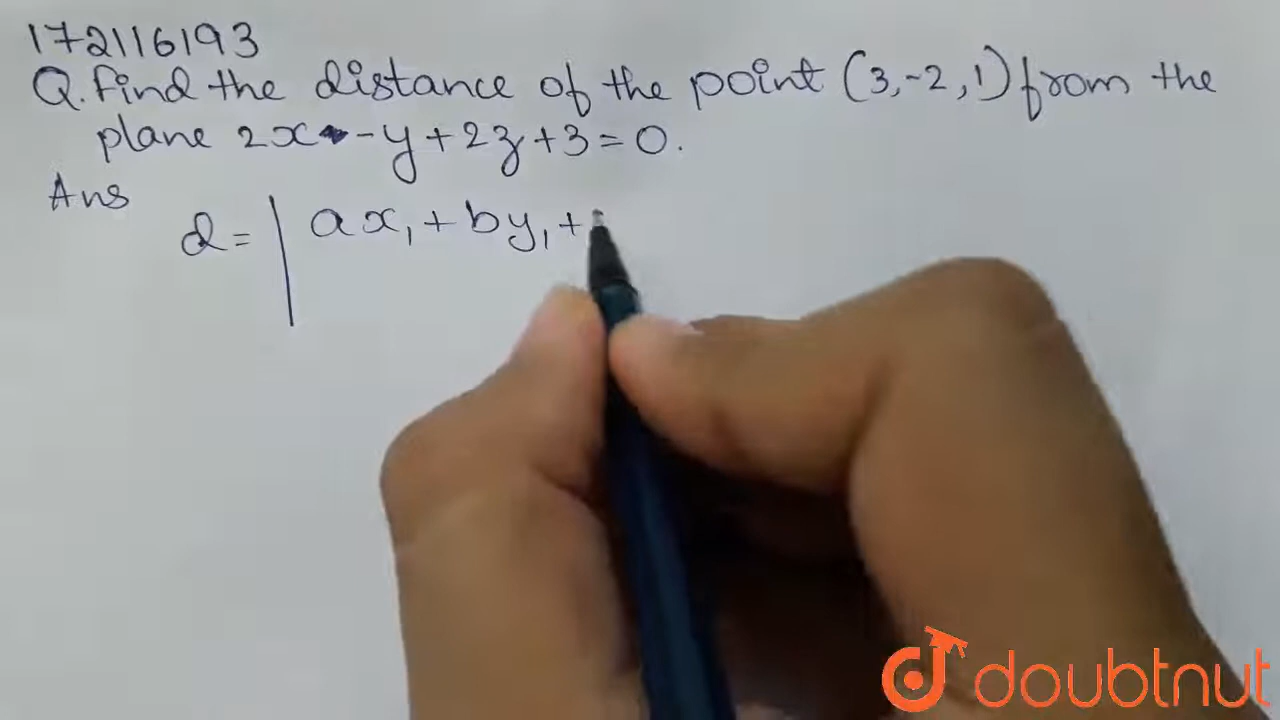 172116193
Q. Find the distance of the point (3,-2,1) from the
plane 2x -y+2z+3=0.
Ans
d= | ax₁ + by₁ +
doubtnut